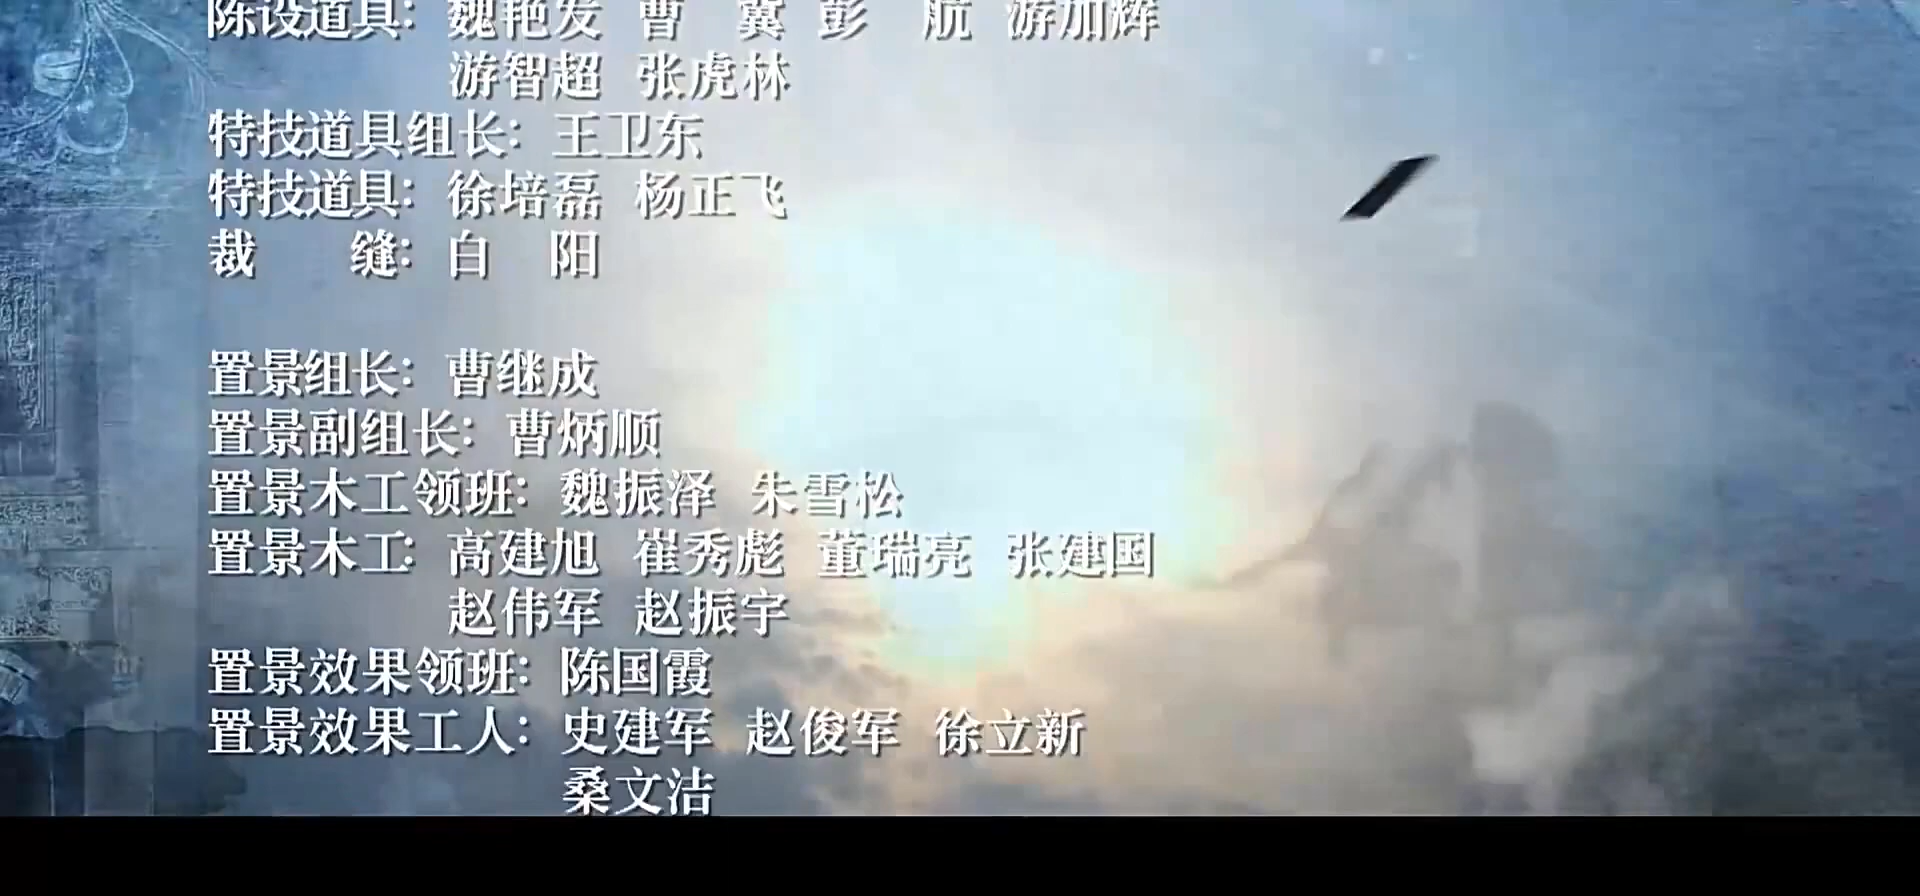 陈设道具：魏艳发 曹　冀 彭　航 游加辉
游智超 张虎林
特技道具组长：王卫东
特技道具：徐培磊 杨正飞
裁　缝：白　阳
置景组长：曹继成
置景副组长：曹炳顺
置景木工领班：魏振泽 朱雪松
置景木工：高建旭 崔秀彪 董瑞亮 张建国
赵伟军 赵振宇
置景效果领班：陈国霞
置景效果工人：史建军 赵俊军 徐立新
桑文洁